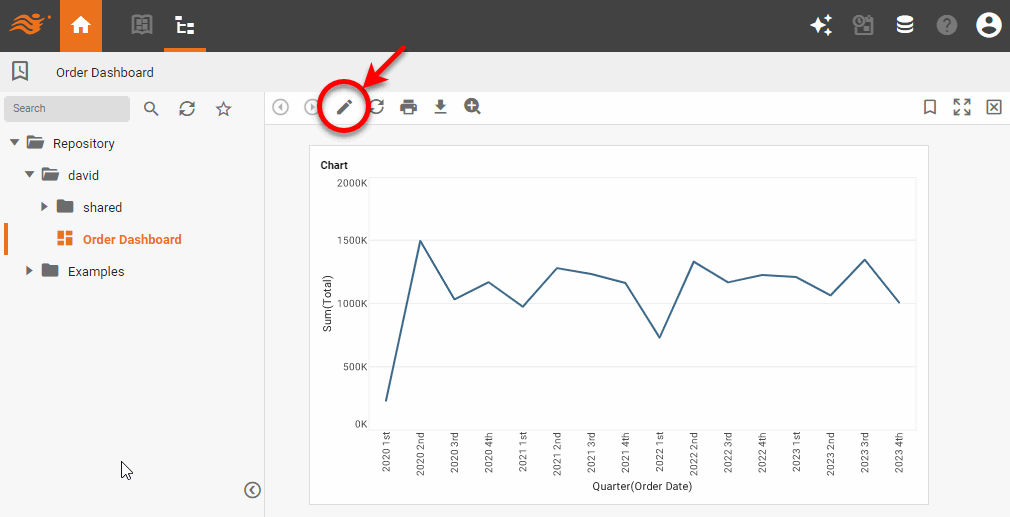 Order Dashboard
Search
Repository
david
shared
Order Dashboard
Examples
Chart
2000K
1500K
1000K
500K
0K
Sum(Total)
2020 1st
2020 2nd
2020 3rd
2020 4th
2021 1st
2021 2nd
2021 3rd
2021 4th
2022 1st
2022 2nd
2022 3rd
2022 4th
2023 1st
2023 2nd
2023 3rd
2023 4th
Quarter(Order Date)